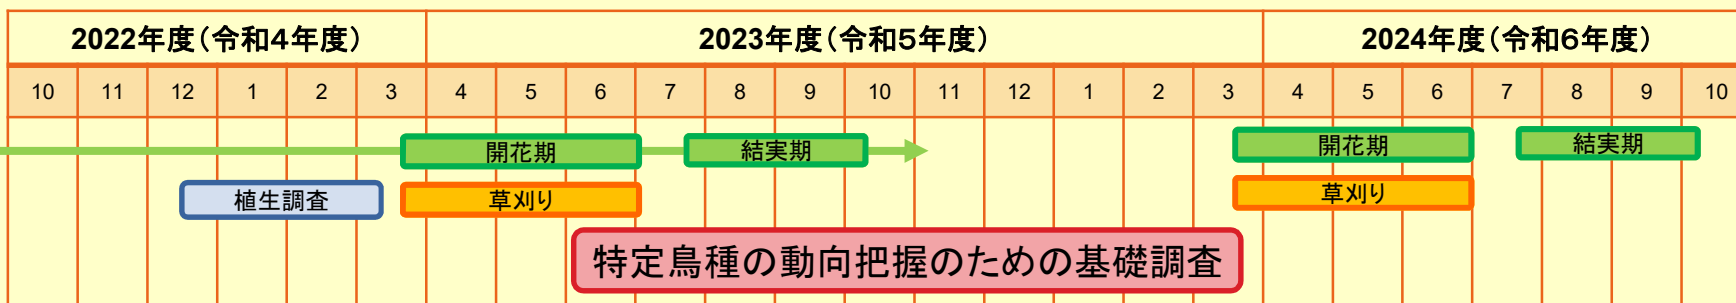 2022年度(令和4年度) 2023年度(令和5年度) 2024年度(令和6年度)
10 11 12 1 2 3 4 5 6 7 8 9 10 11 12 1 2 3 4 5 6 7 8 9 10
開花期 結実期 開花期 結実期
植生調査 草刈り 草刈り
特定鳥種の動向把握のための基礎調査